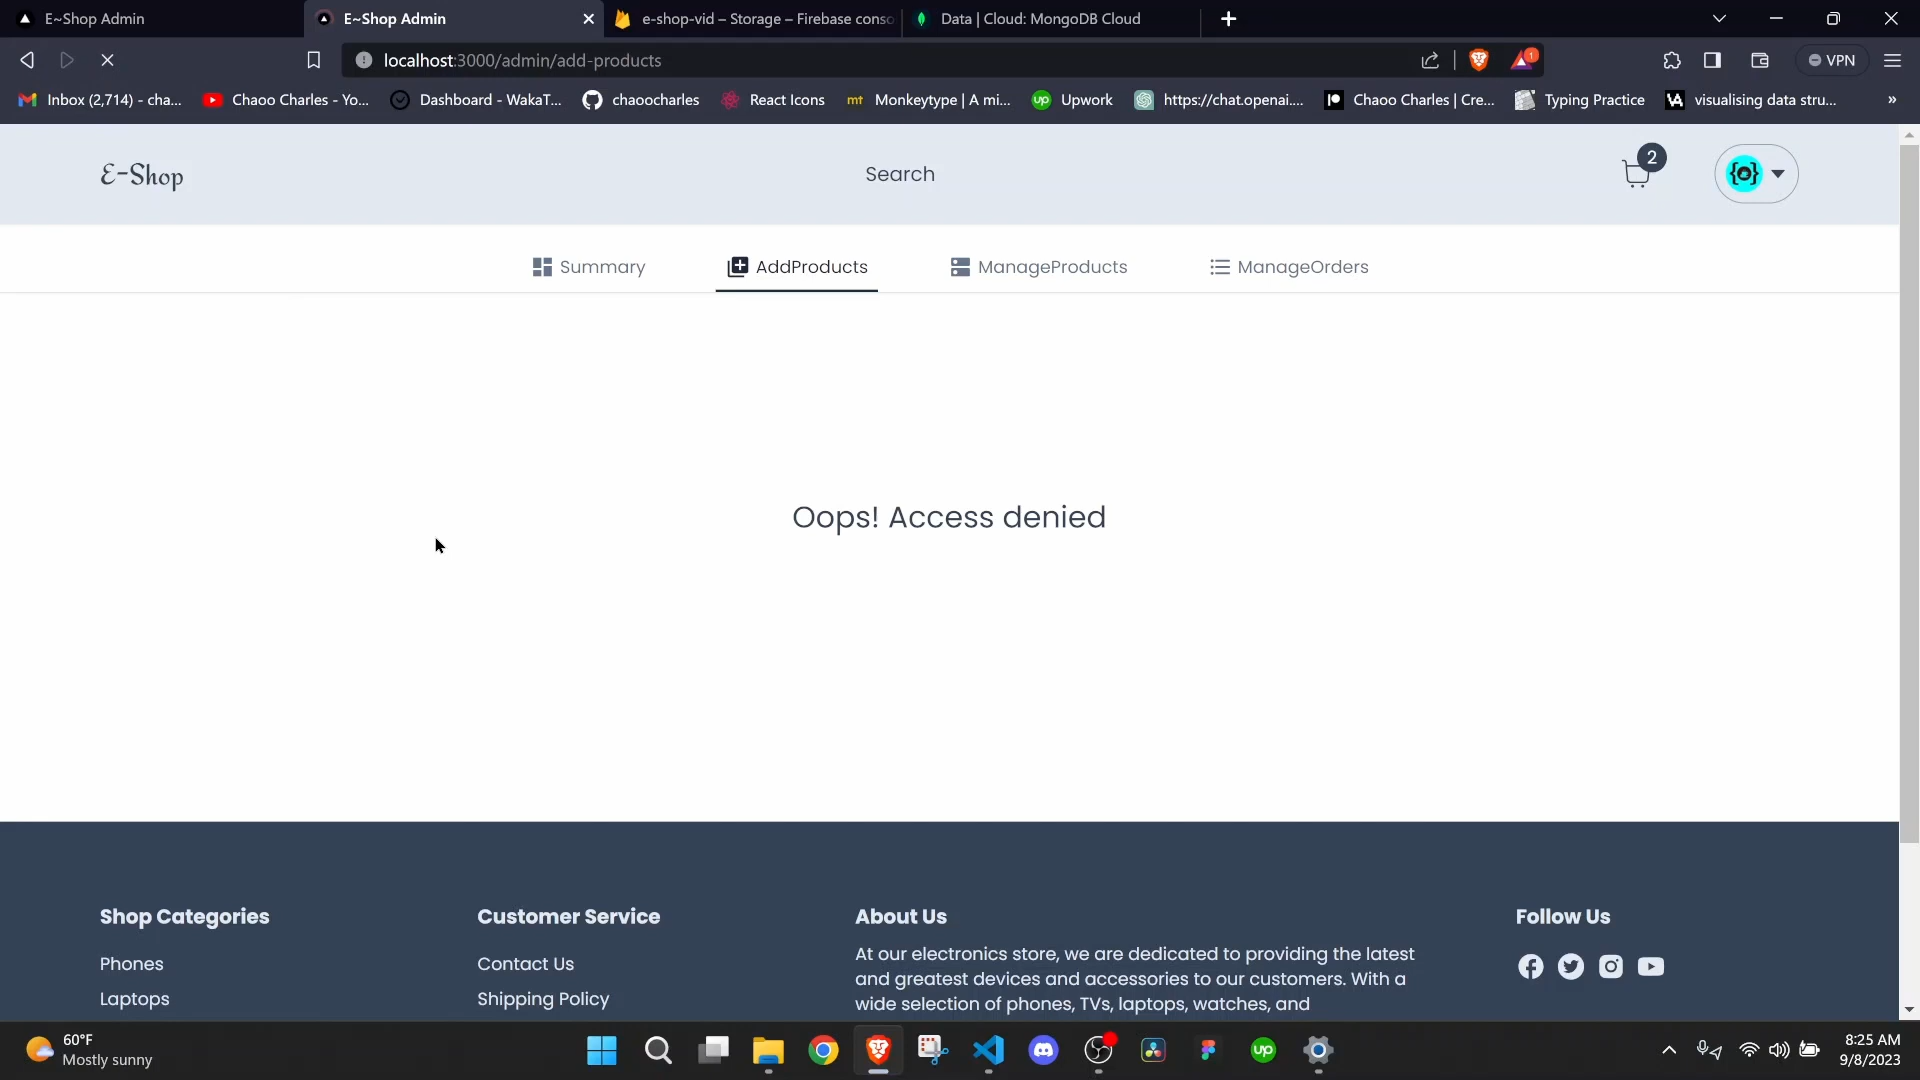 E~Shop Admin
E~Shop Admin
e-shop-vid – Storage – Firebase conso
Data | Cloud: MongoDB Cloud
localhost:3000/admin/add-products
1
VPN
Inbox (2,714) - cha...
Chaoo Charles - Yo...
Dashboard - WakaT...
chaoocharles
React Icons
mt Monkeytype | A mi...
up Upwork
https://chat.openai....
Chaoo Charles | Cre...
Typing Practice
visualising data stru...
»
E~Shop
Search
2
Summary
AddProducts
ManageProducts
ManageOrders
Oops! Access denied
Shop Categories
Phones
Laptops
Customer Service
Contact Us
Shipping Policy
About Us
At our electronics store, we are dedicated to providing the latest
and greatest devices and accessories to our customers. With a
wide selection of phones, TVs, laptops, watches, and
Follow Us
60°F
Mostly sunny
up
8:25 AM
9/8/2023